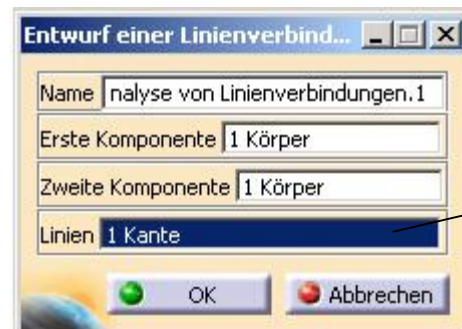 Entwurf einer Linienverbind...
Name nalyse von Linienverbindungen.1
Erste Komponente 1 Körper
Zweite Komponente 1 Körper
Linien 1 Kante
OK Abbrechen